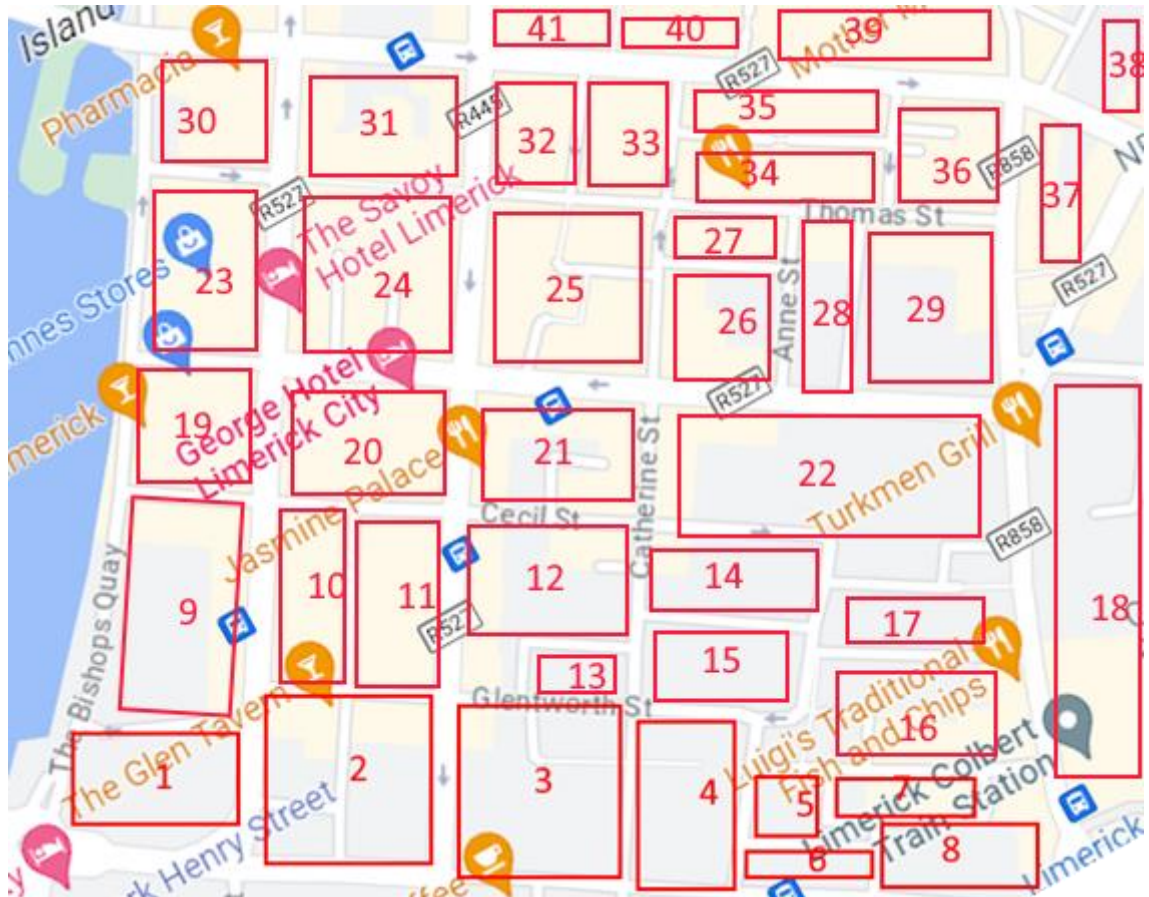 Island
Pharmacia
41
40
39
38
R527
R445
30
31
32
33
35
34
36
R858
37
Thomas St
R527
The Savoy
Hotel Limerick
27
23
24
25
26
Anne St
28
29
R527
nnes Stores
George Hotel
Limerick City
R527
merick
19
20
21
Catherine St
22
Turkmen Grill
Jasmine Palace
Cecil St
R858
The Bishops Quay
9
10
11
R527
12
14
13
15
17
18
Glentworth St
The Glen Tavern
Luigi's Traditional
Fish and Chips
16
1
2
3
4
5
7
Limerick Colbert
Train Station
6
8
rk Henry Street
ffee
Limerick